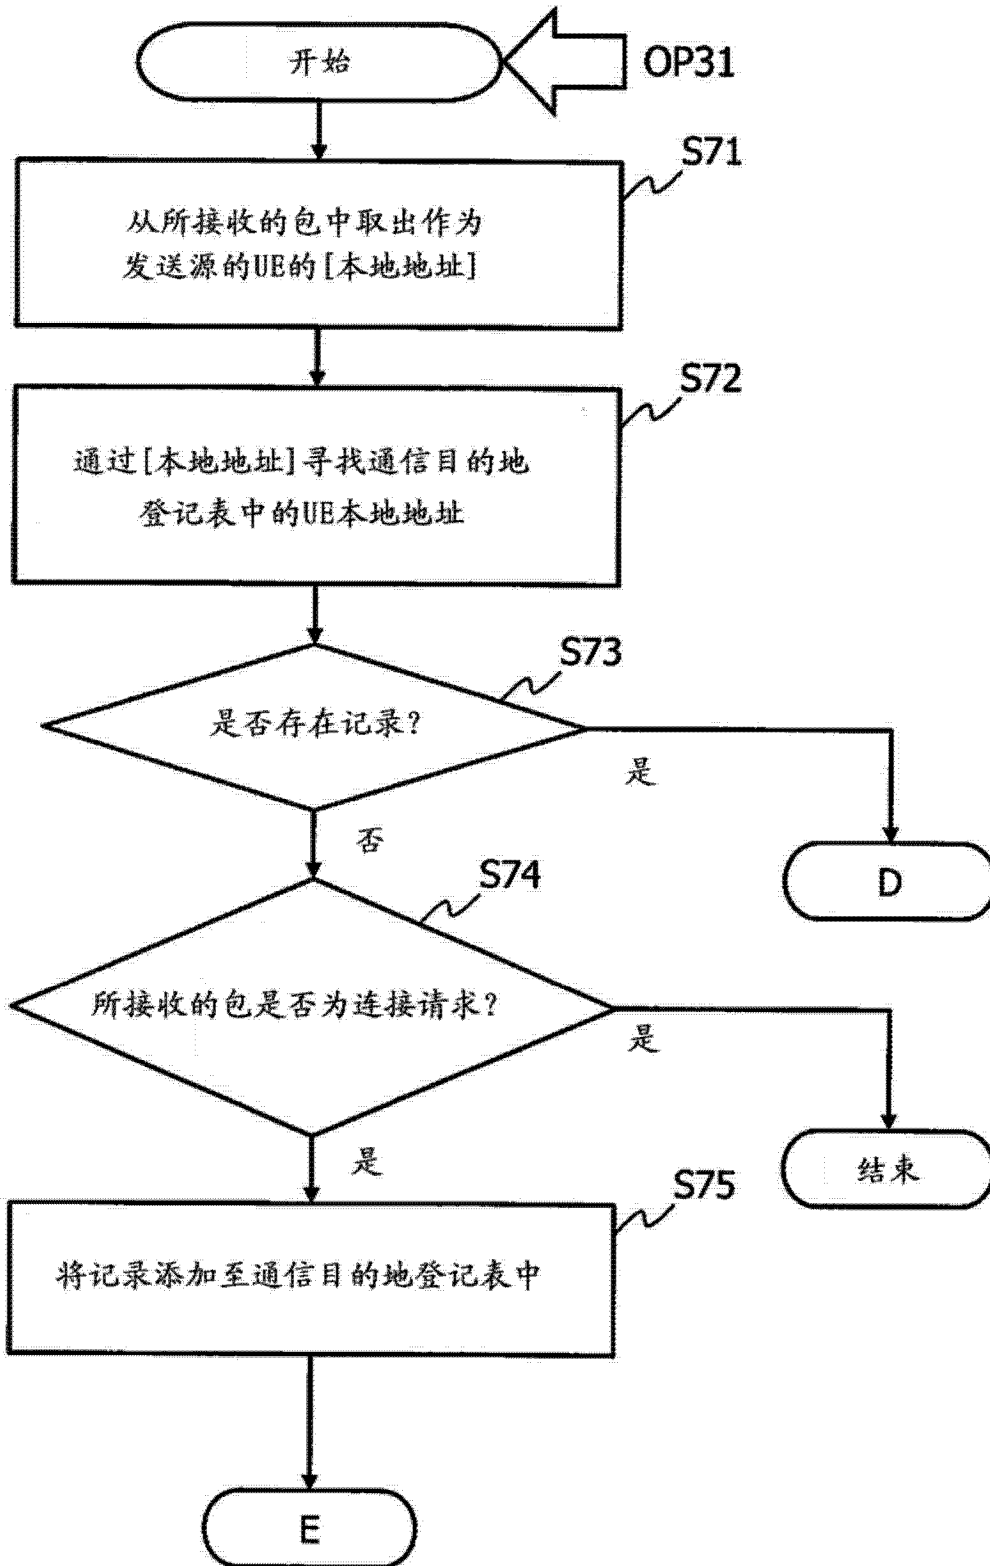 开始
OP31
S71
从所接收的包中取出作为
发送源的UE的[本地地址]
S72
通过[本地地址]寻找通信目的地
登记表中的UE本地地址
S73
是否存在记录?
是
否
D
S74
所接收的包是否为连接请求?
是
是
结束
S75
将记录添加至通信目的地登记表中
E